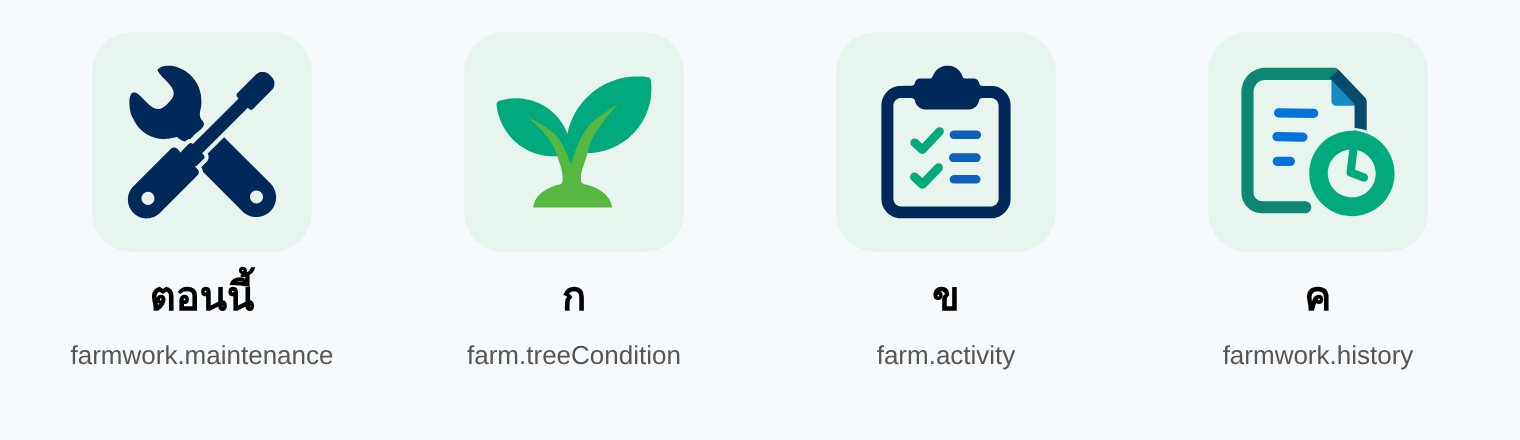 ตอนนี้
ก
ข
ค
farmwork.maintenance
farm.treeCondition
farm.activity
farmwork.history